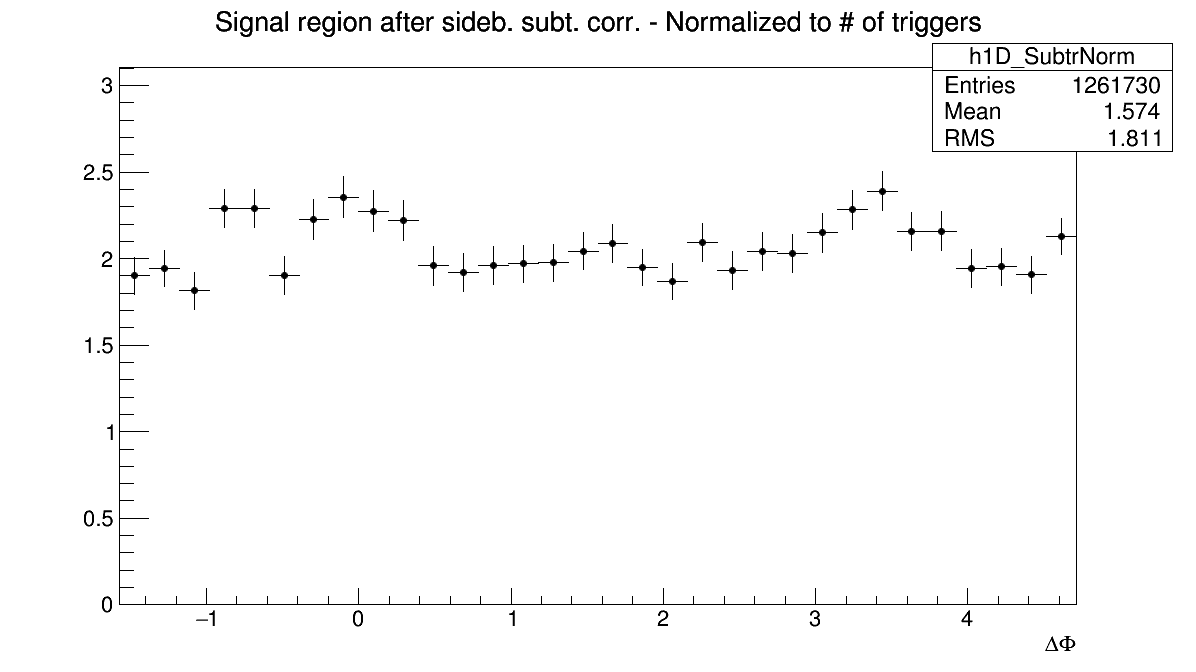 Signal region after sideb. subt. corr. - Normalized to # of triggers
h1D_SubtrNorm
Entries 1261730
Mean 1.574
RMS 1.811
3
2.5
2
1.5
1
0.5
0
−1 0 1 2 3 4
ΔΦ